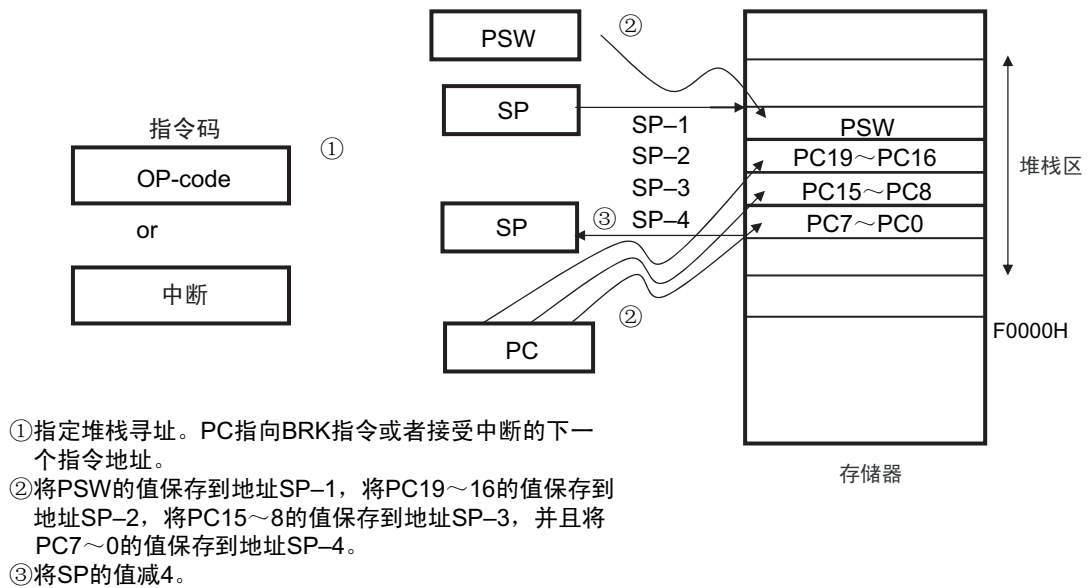 PSW
②
SP
指令码
①
OP-code
or
中断
SP–1
SP–2
SP–3
③ SP–4
SP
②
PC
PSW
PC19～PC16
PC15～PC8
PC7～PC0
堆栈区
F0000H
存储器
①指定堆栈寻址。PC指向BRK指令或者接受中断的下一
个指令地址。
②将PSW的值保存到地址SP–1，将PC19～16的值保存到
地址SP–2，将PC15～8的值保存到地址SP–3，并且将
PC7～0的值保存到地址SP–4。
③将SP的值减4。